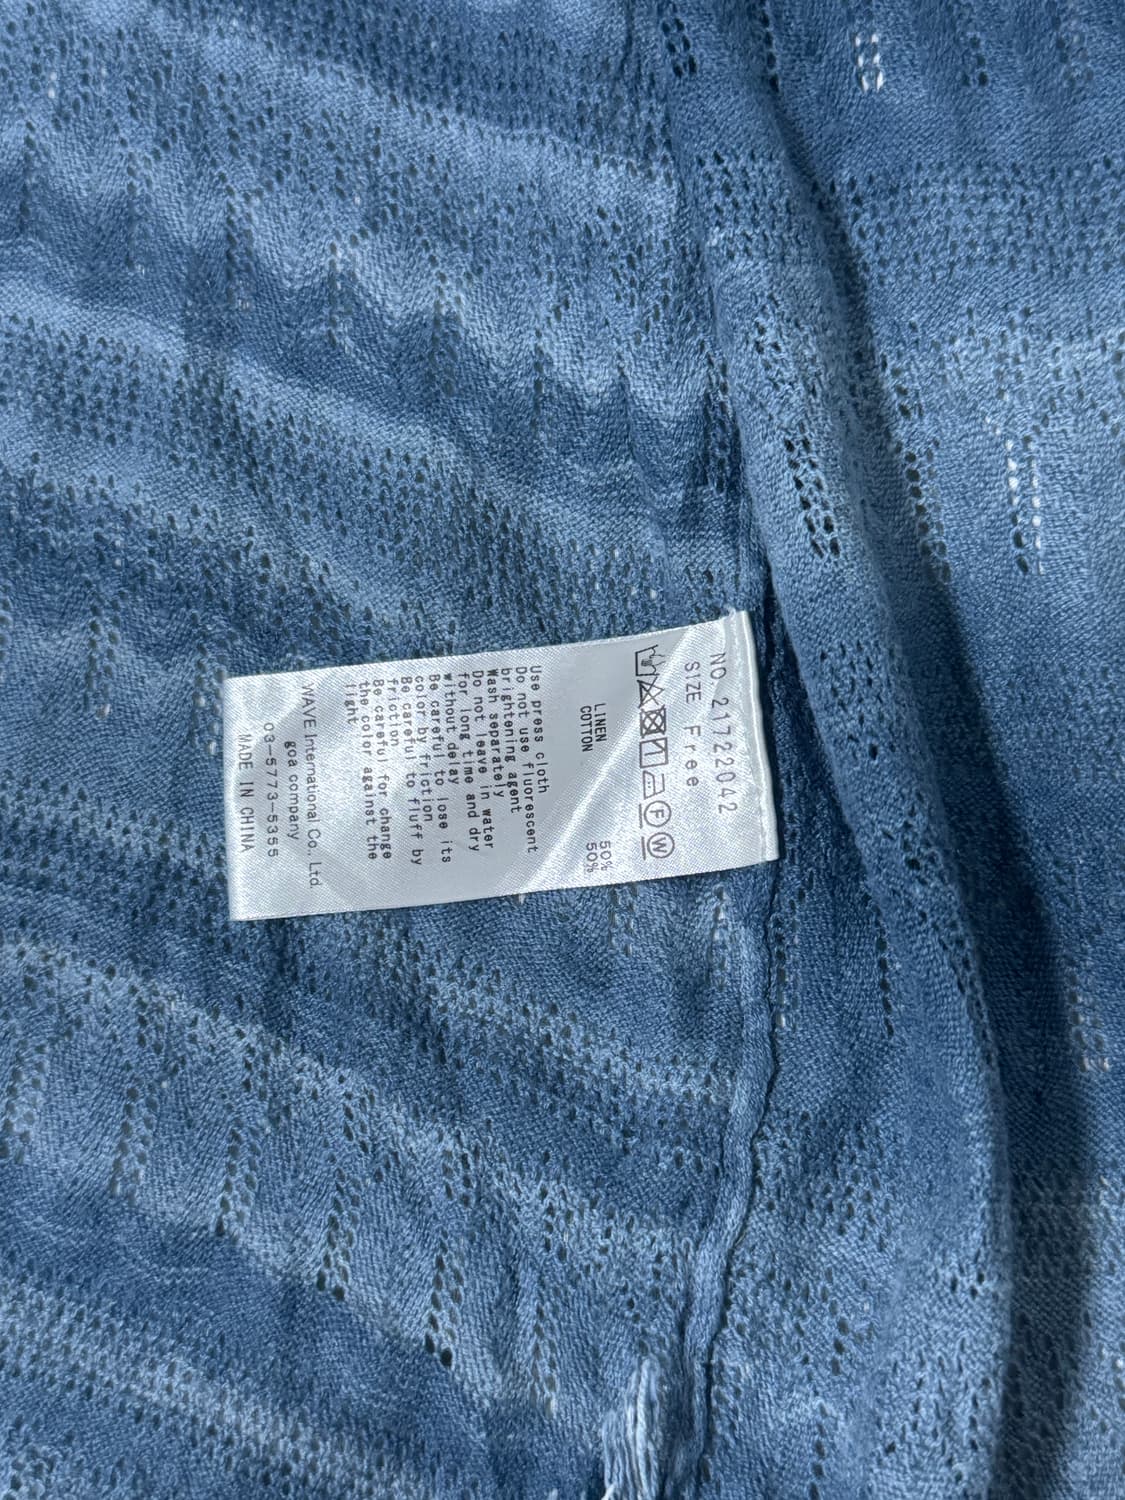 NO. 21722042
SIZE Free
F W
LINEN 50%
COTTON 50%
Use press cloth
Do not use fluorescent
brightening agent
Wash separately
Do not leave in water
for long time and dry
without delay
Be careful to lose its
color by friction
Be careful to fluff by
friction
Be careful for change
the color against the
light
WAVE International Co., Ltd.
goa company
03-5773-5355
MADE IN CHINA